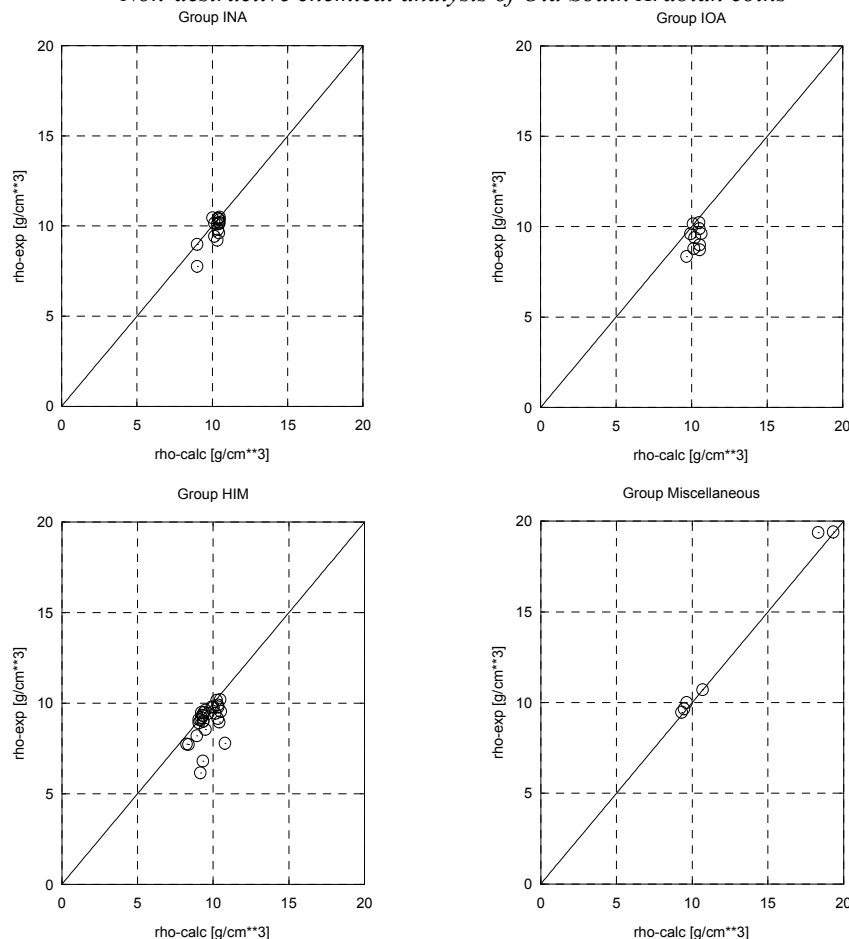 Non-destructive chemical analysis of Old South Arabian coins
Group INA
20
15
10
5
0
0 5 10 15 20
rho-exp [g/cm**3]
rho-calc [g/cm**3]
Group IOA
20
15
10
5
0
0 5 10 15 20
rho-exp [g/cm**3]
rho-calc [g/cm**3]
Group HIM
20
15
10
5
0
0 5 10 15 20
rho-exp [g/cm**3]
rho-calc [g/cm**3]
Group Miscellaneous
20
15
10
5
0
0 5 10 15 20
rho-exp [g/cm**3]
rho-calc [g/cm**3]